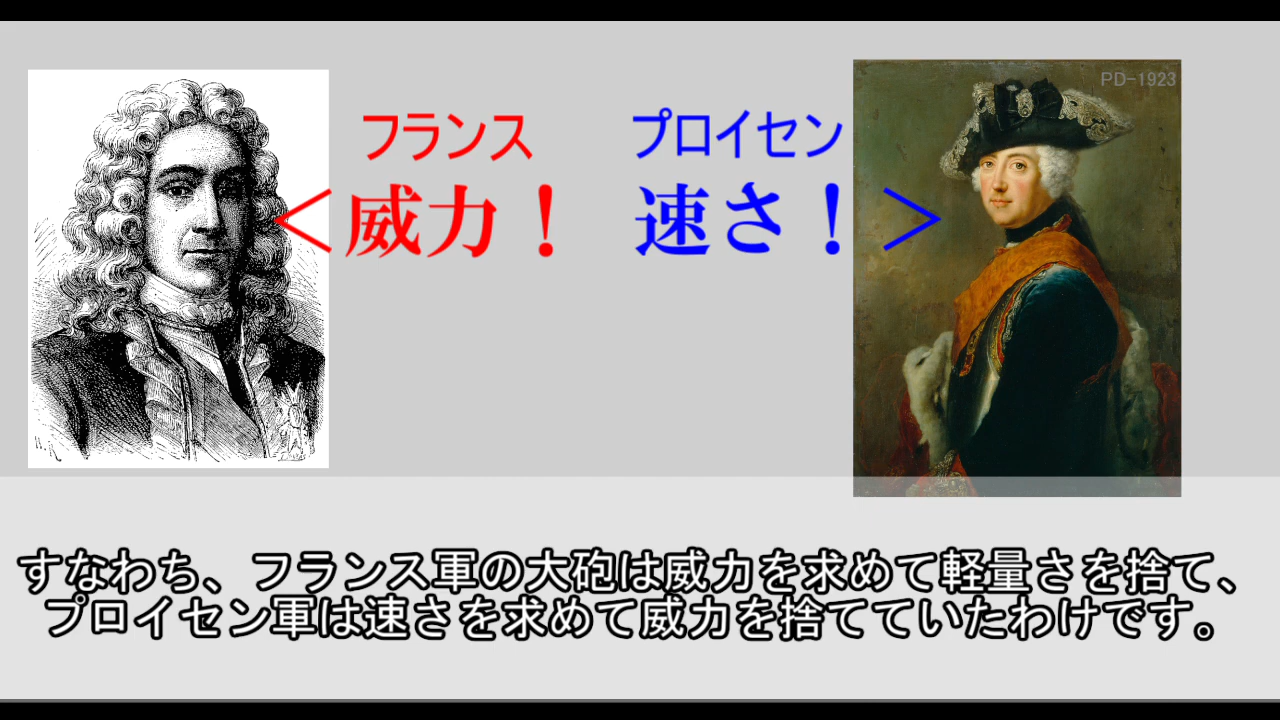 フランス
＜威力！
プロイセン
速さ！＞
PD-1923
すなわち、フランス軍の大砲は威力を求めて軽量さを捨て、
プロイセン軍は速さを求めて威力を捨てていたわけです。